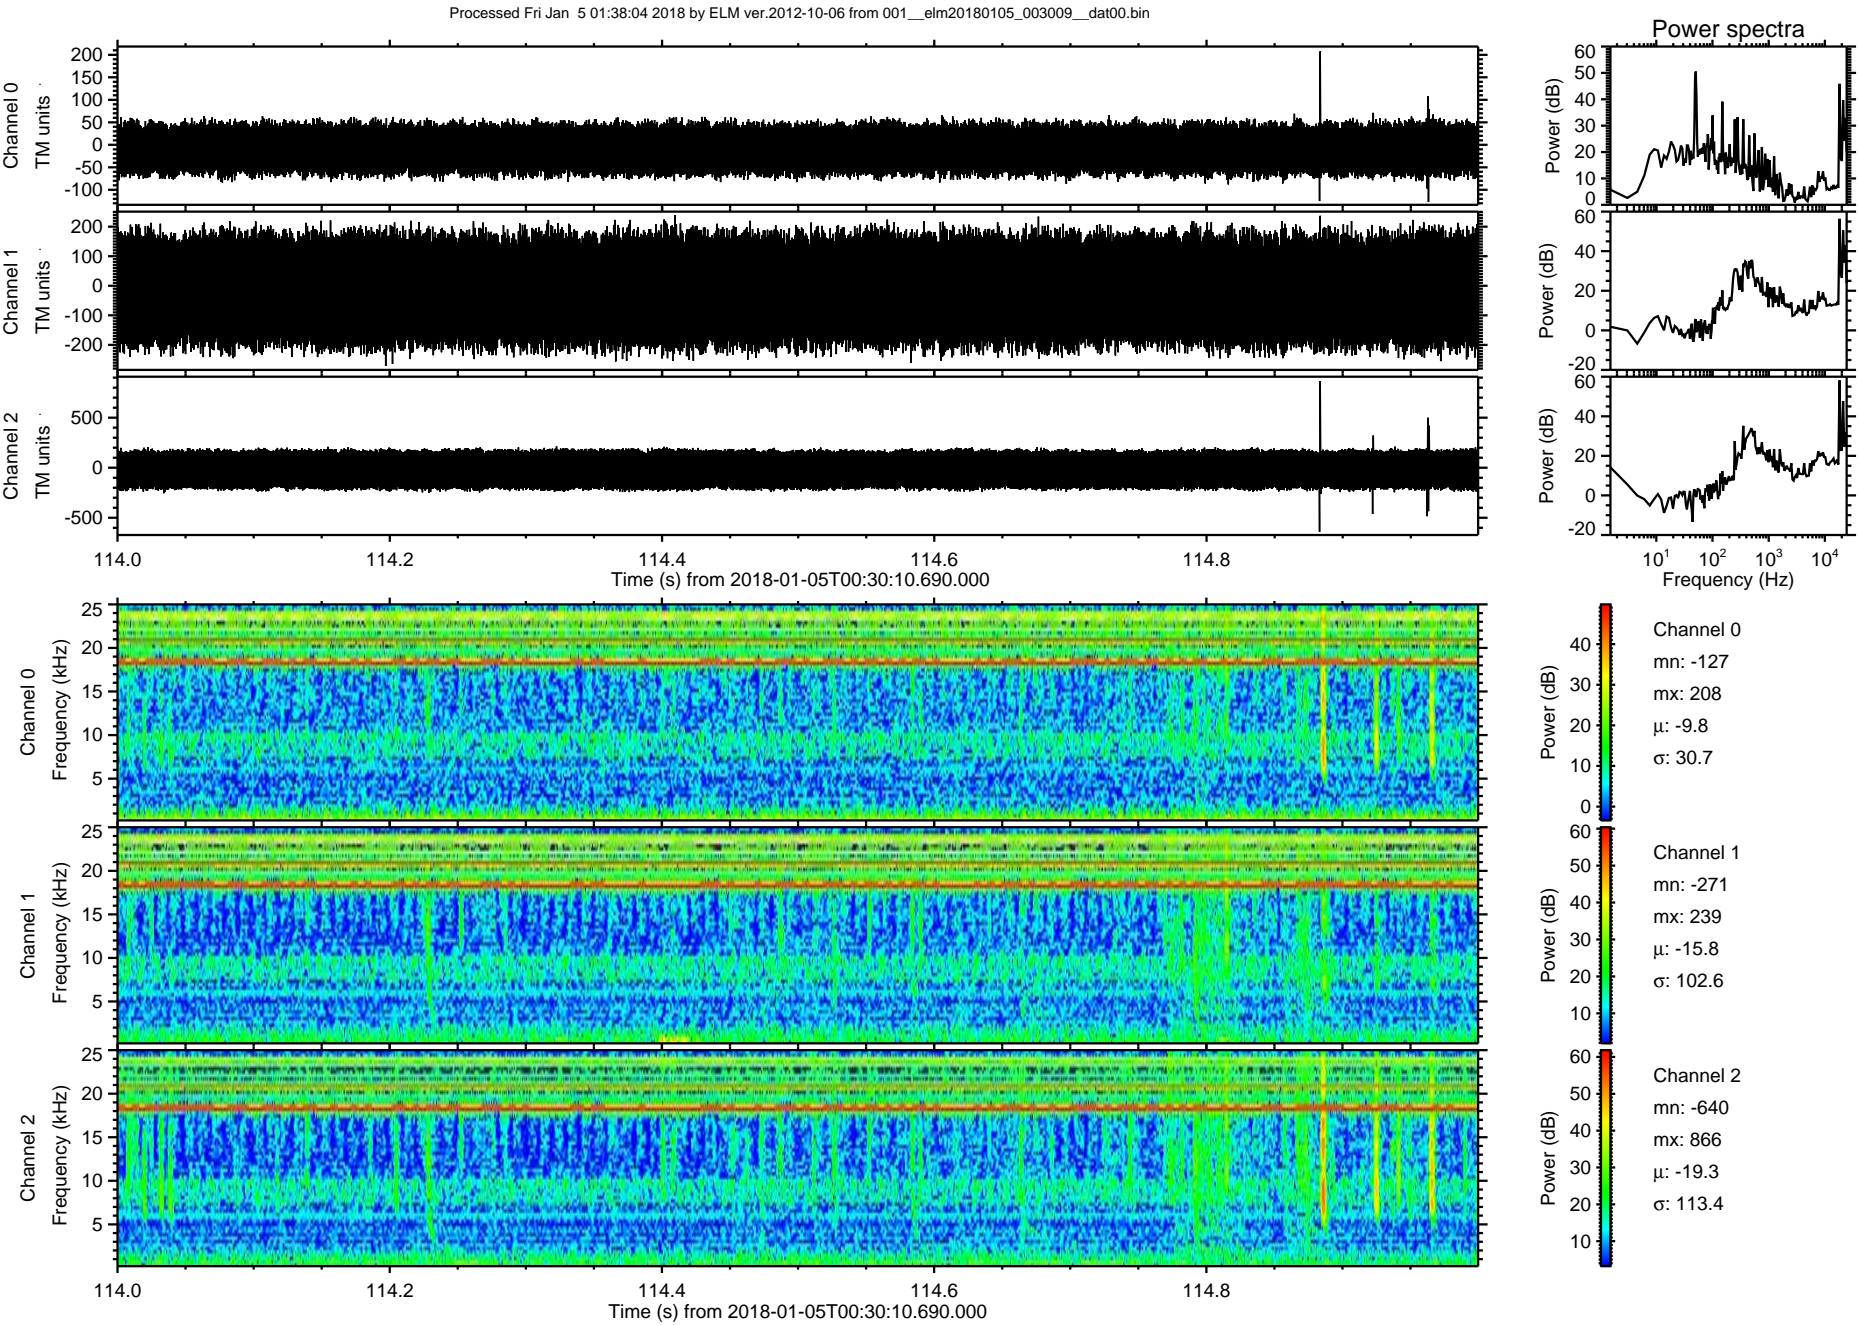 Processed Fri Jan  5 01:38:04 2018 by ELM ver.2012-10-06 from 001__elm20180105_003009__dat00.bin
Power spectra
Channel 0
TM units
200
150
100
50
0
-50
-100
Power (dB)
60
50
40
30
20
10
0
Channel 1
TM units
200
100
0
-100
-200
Power (dB)
60
40
20
0
-20
Channel 2
TM units
500
0
-500
Power (dB)
60
40
20
0
-20
114.0 114.2 114.4 114.6 114.8
Time (s) from 2018-01-05T00:30:10.690.000
10¹ 10² 10³ 10⁴
Frequency (Hz)
Channel 0
Frequency (kHz)
25
20
15
10
5
Power (dB)
40
30
20
10
0
Channel 0
mn: -127
mx: 208
μ: -9.8
σ: 30.7
Channel 1
Frequency (kHz)
25
20
15
10
5
Power (dB)
60
50
40
30
20
10
Channel 1
mn: -271
mx: 239
μ: -15.8
σ: 102.6
Channel 2
Frequency (kHz)
25
20
15
10
5
Power (dB)
60
50
40
30
20
10
Channel 2
mn: -640
mx: 866
μ: -19.3
σ: 113.4
114.0 114.2 114.4 114.6 114.8
Time (s) from 2018-01-05T00:30:10.690.000